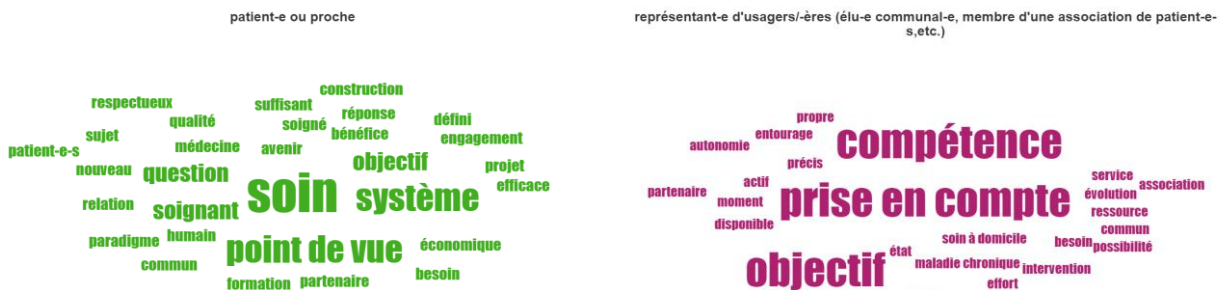 patient-e ou proche
construction
respectueux
suffisant
réponse
qualité
soigné
défini
sujet
bénéfice
engagement
patient-e-s
médecine
avenir
objectif
projet
nouveau
question
soin
système
efficace
relation
soignant
paradigme
humain
point de vue
économique
commun
besoin
formation
partenaire
représentant-e d'usagers/-ères (élu-e communal-e, membre d'une association de patient-e-
s,etc.)
propre
entourage
compétence
autonomie
précis
service
actif
association
partenaire
prise en compte
évolution
moment
ressource
disponible
commun
soin à domicile
besoin
possibilité
objectif
état
maladie chronique
intervention
effort